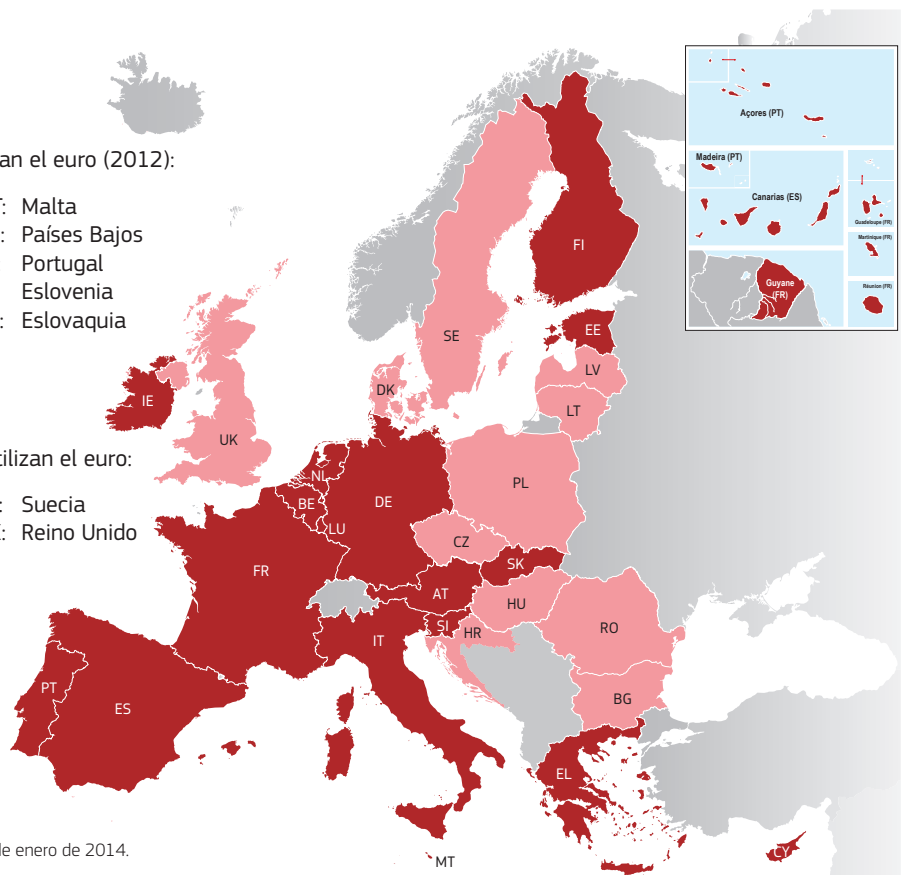 an el euro (2012):
: Malta
: Países Bajos
Portugal
Eslovenia
: Eslovaquia
tilizan el euro:
: Suecia
: Reino Unido
de enero de 2014.
Açores (PT)
Madeira (PT)
Canarias (ES)
Guadeloupe (FR)
Martinique (FR)
Guyane
(FR)
Réunion (FR)
FI
SE
EE
LV
DK
LT
IE
UK
NL
PL
DE
BE
LU
CZ
SK
FR
AT
HU
SI
HR
RO
IT
PT
ES
BG
EL
MT
CY